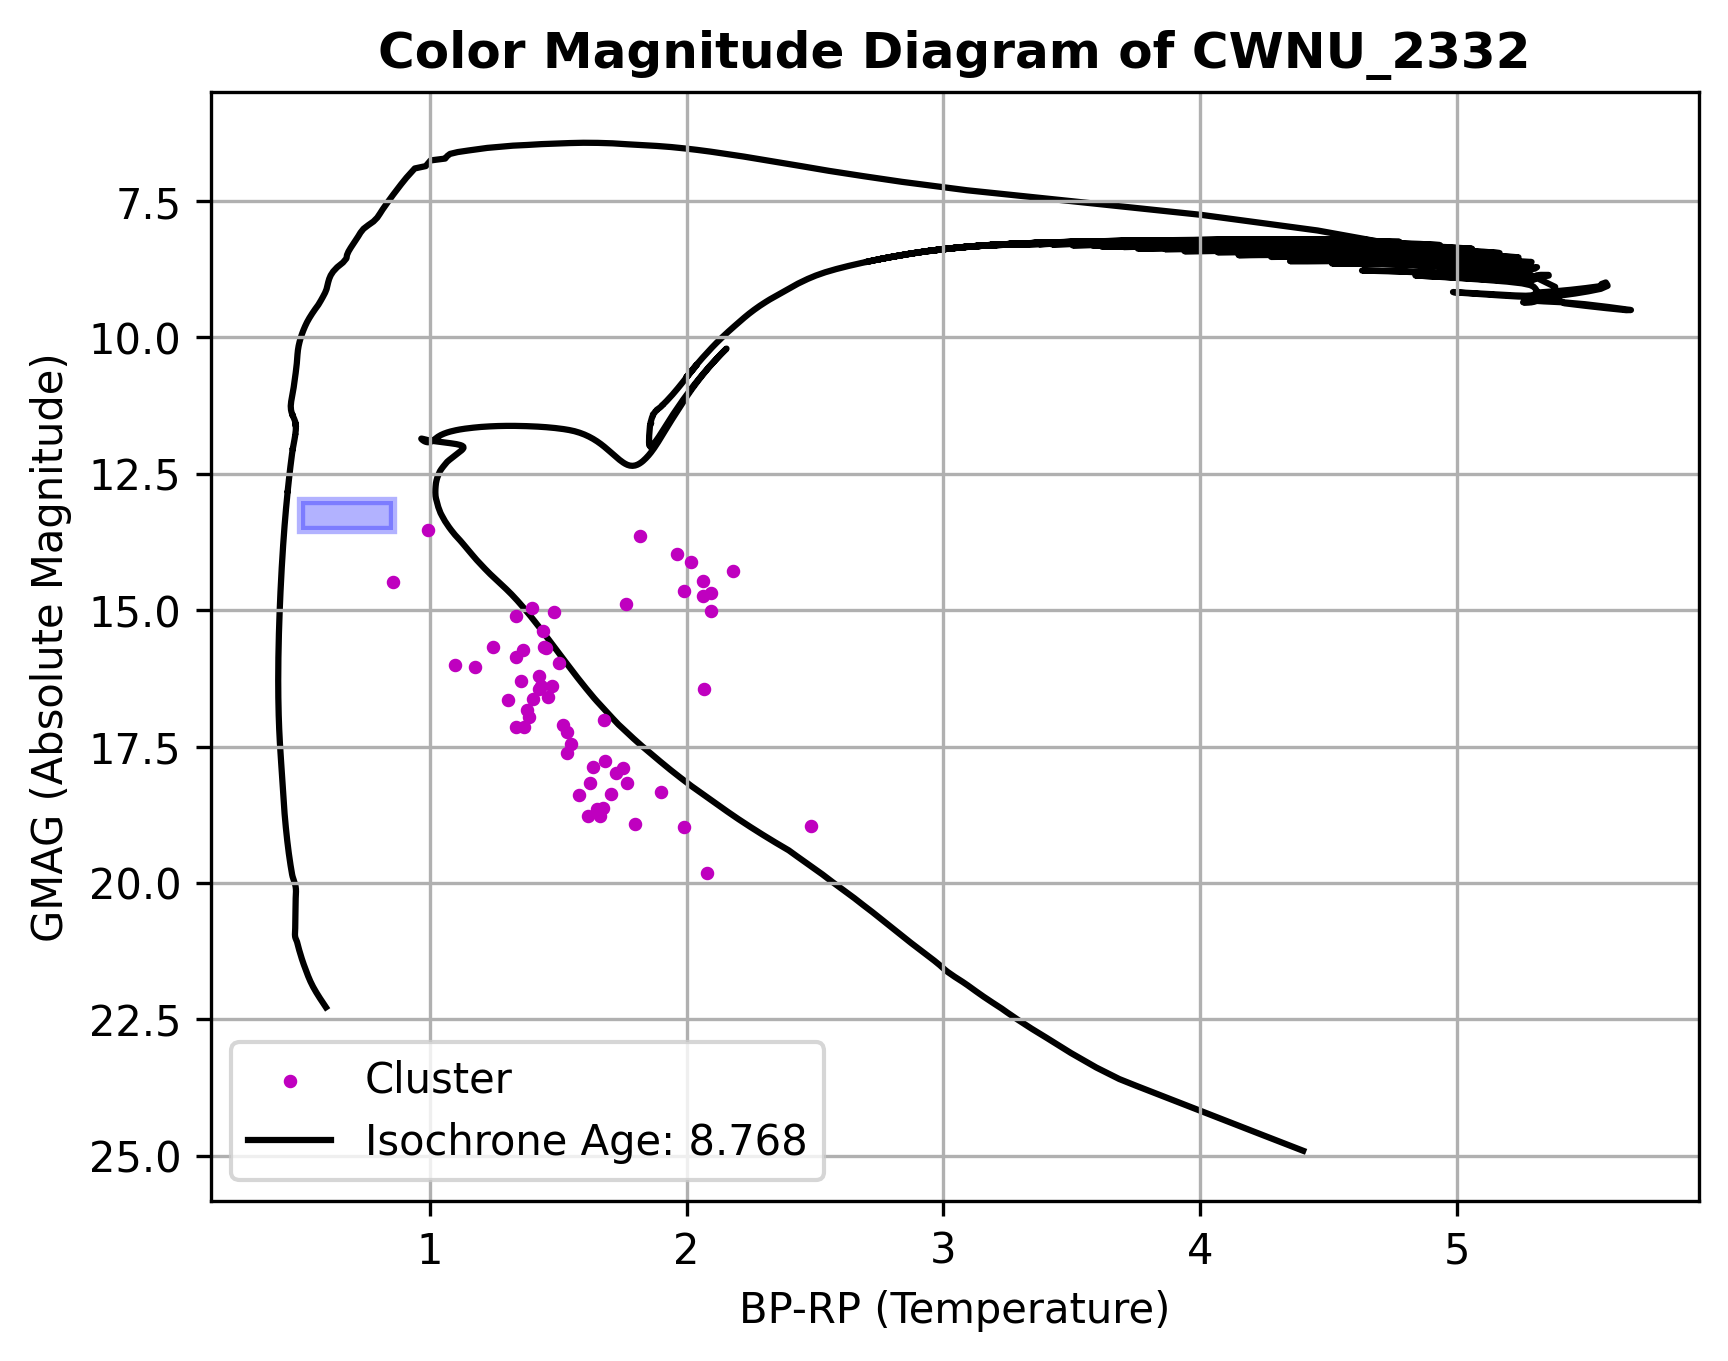 Color Magnitude Diagram of CWNU_2332
GMAG (Absolute Magnitude)
7.5
10.0
12.5
15.0
17.5
20.0
22.5
25.0
Cluster
Isochrone Age: 8.768
1 2 3 4 5
BP-RP (Temperature)